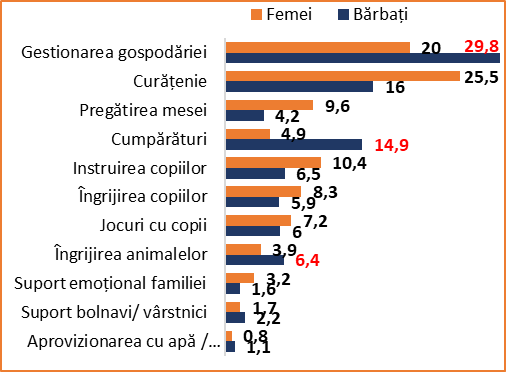 Femei Bărbați
Gestionarea gospodăriei 20 29,8
Curățenie 25,5
16
Pregătirea mesei 9,6
4,2
Cumpărături 4,9
14,9
Instruirea copiilor 10,4
6,5
Îngrijirea copiilor 8,3
5,9
Jocuri cu copii 7,2
6
Îngrijirea animalelor 3,9
6,4
Suport emoțional familiei 3,2
1,6
Suport bolnavi/ vârstnici 1,7
2,2
Aprovizionarea cu apă /... 0,8
1,1